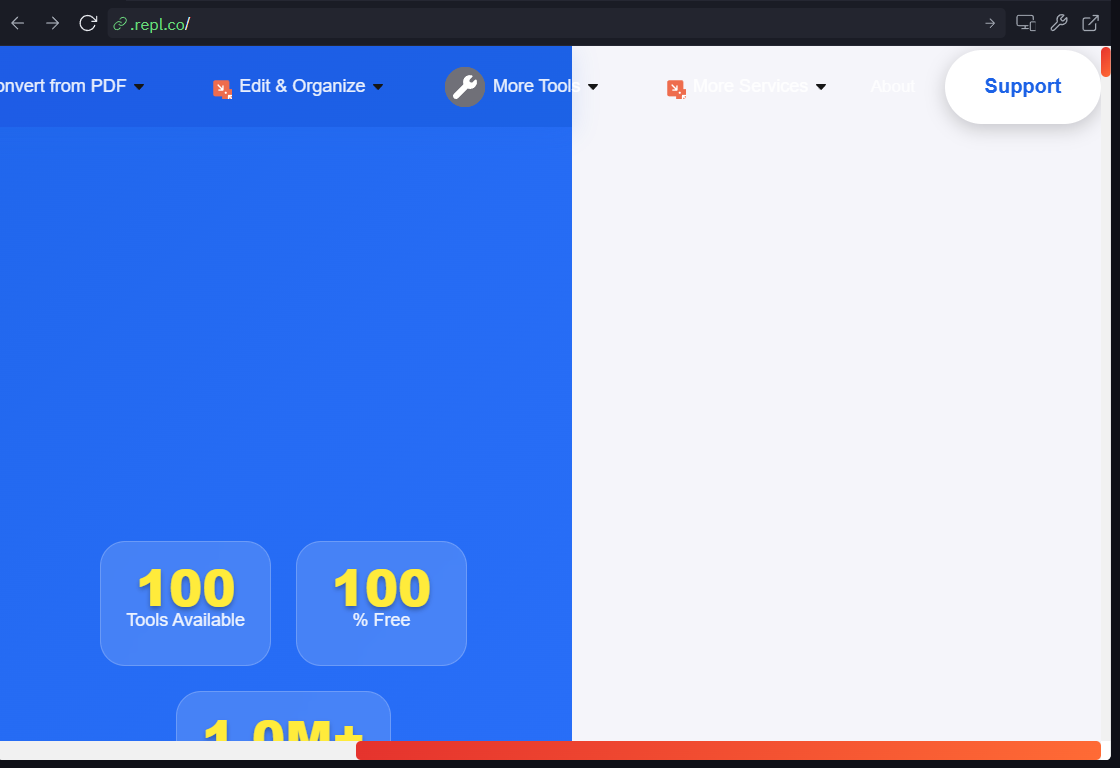 .repl.co/
onvert from PDF
Edit & Organize
More Tools
More Services
About
Support
100
Tools Available
100
% Free
1.0M+